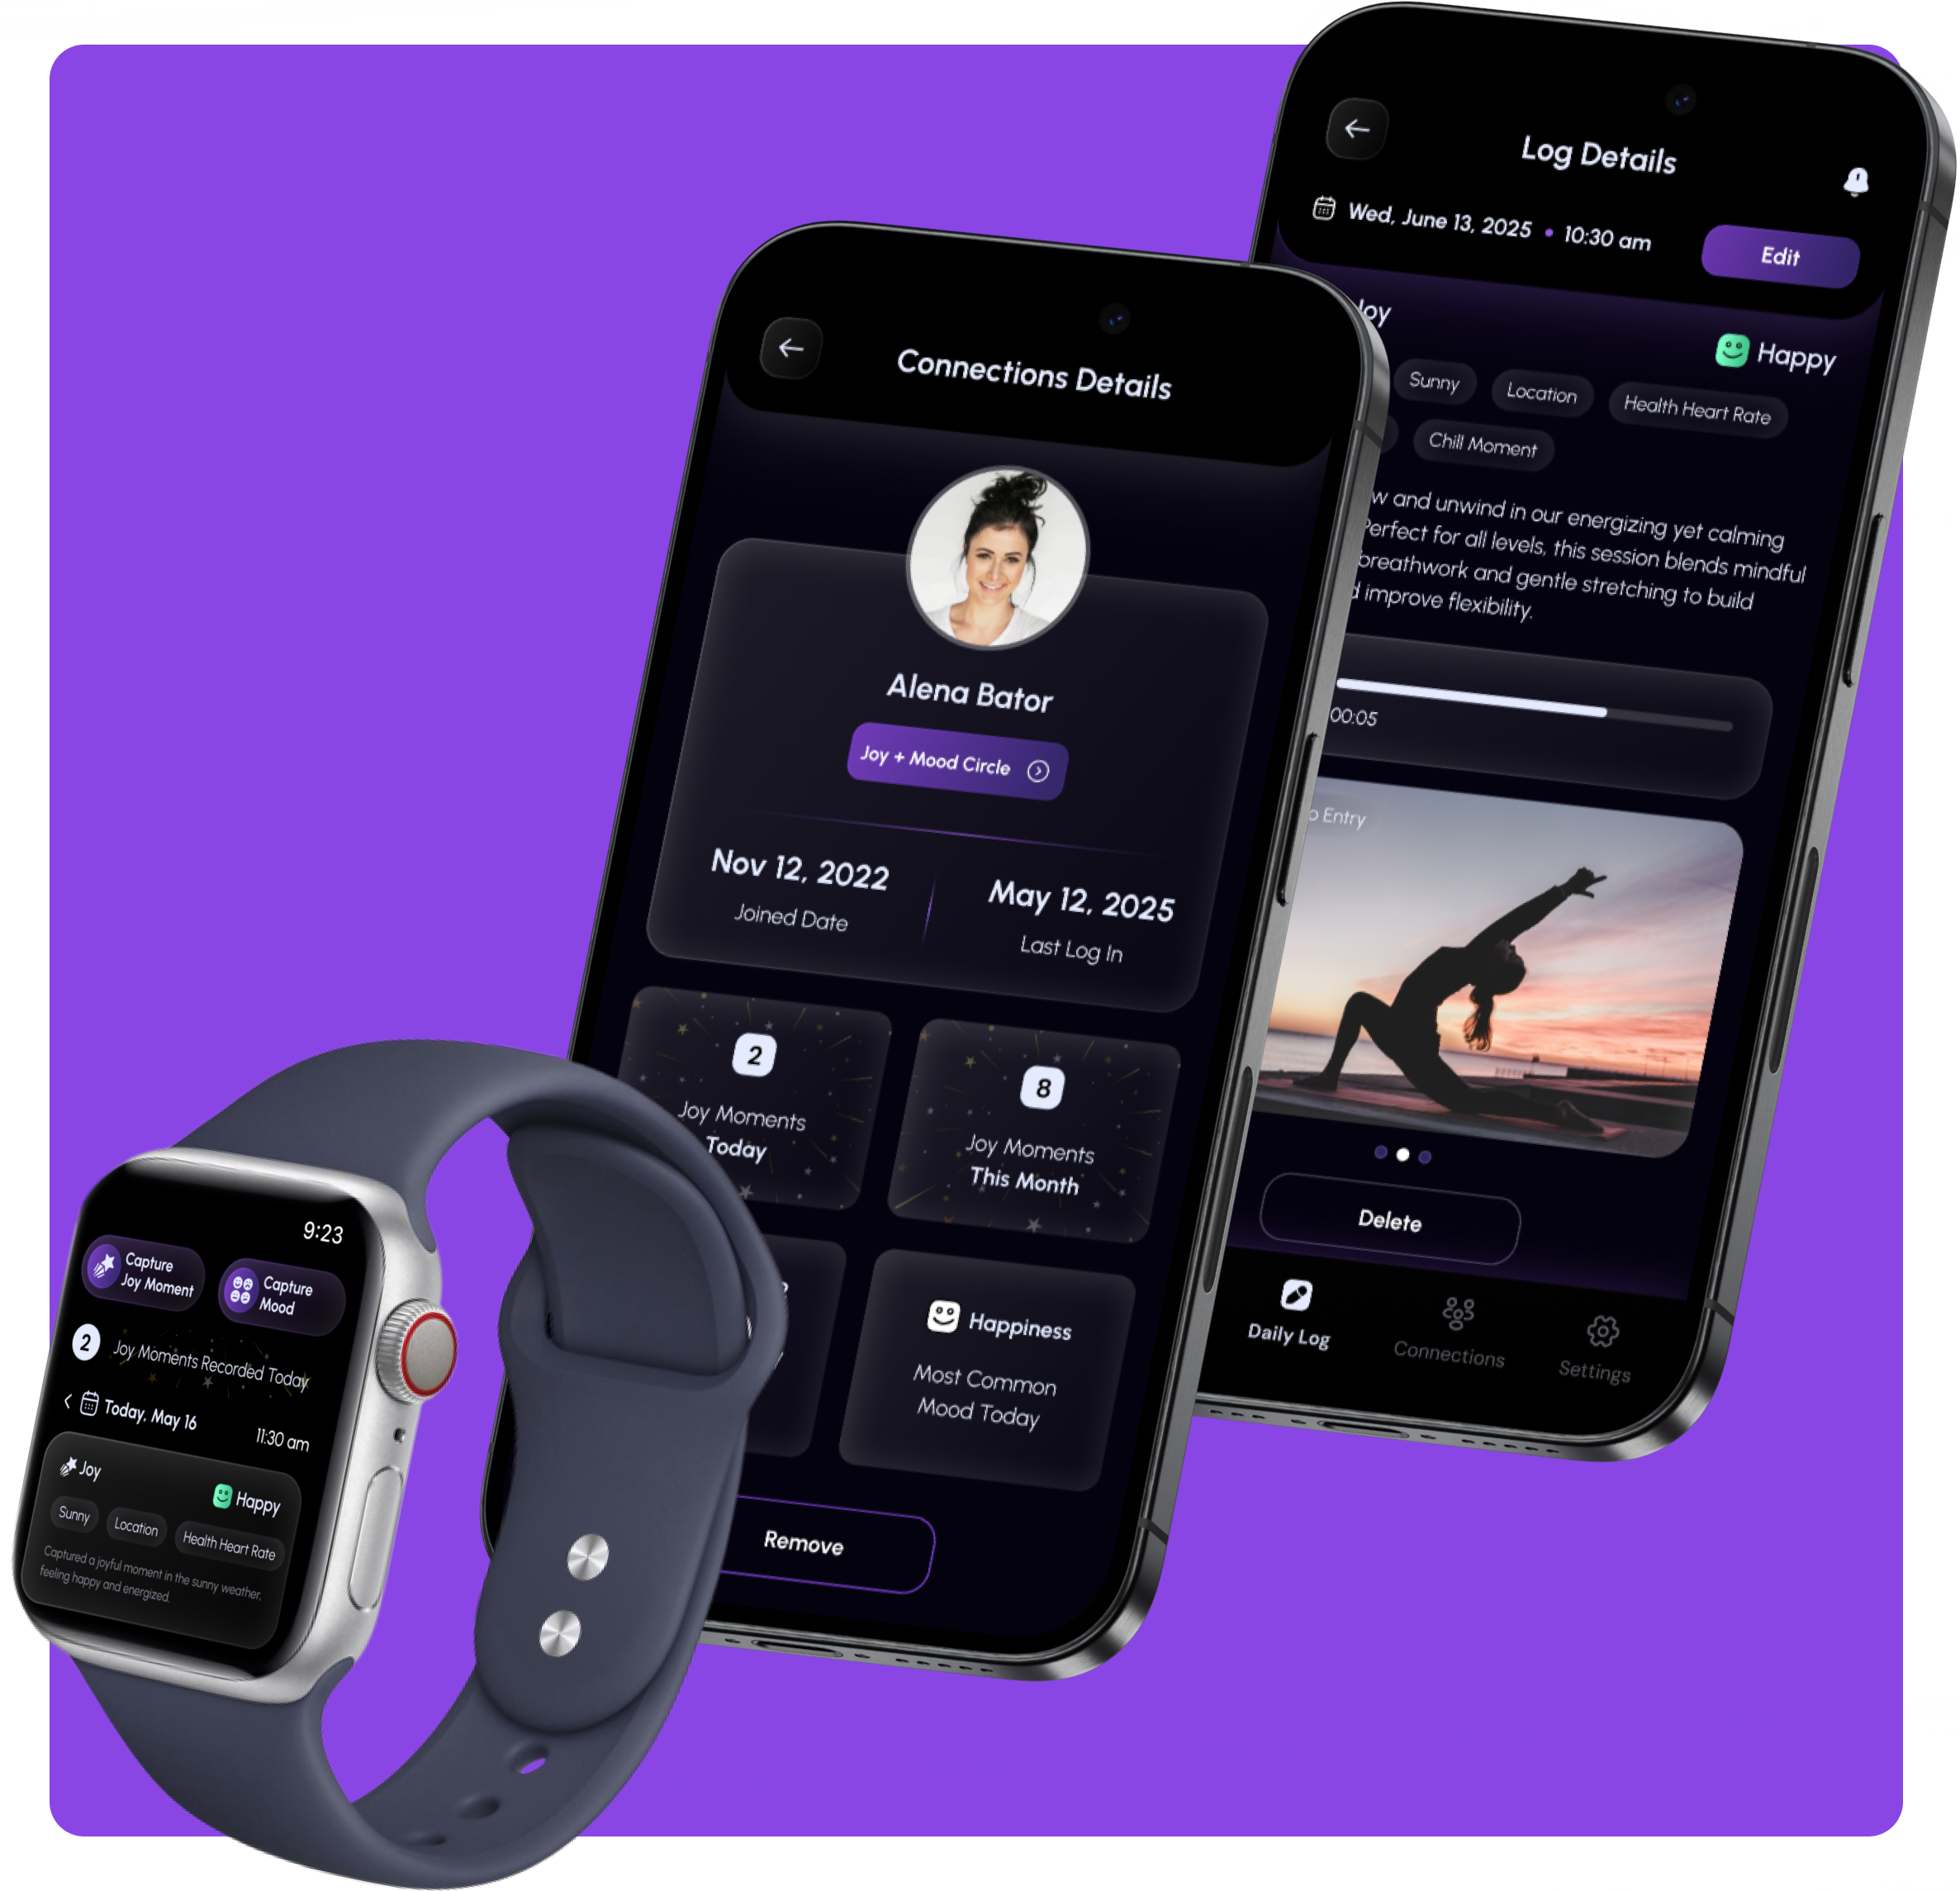 Log Details
Wed, June 13, 2025 • 10:30 am
Edit
Joy
Happy
Sunny
Location
Health Heart Rate
Chill Moment
and unwind in our energizing yet calming
Perfect for all levels, this session blends mindful
breathwork and gentle stretching to build
improve flexibility.
00:05
Entry
Delete
Daily Log
Connections
Settings
Connections Details
Alena Bator
Joy + Mood Circle
Nov 12, 2022
Joined Date
May 12, 2025
Last Log In
2
Joy Moments
Today
8
Joy Moments
This Month
Happiness
Most Common
Mood Today
Remove
9:23
Capture
Joy Moment
Capture
Mood
2
Joy Moments Recorded Today
Today, May 16
11:30 am
Joy
Happy
Sunny
Location
Health Heart Rate
Captured a joyful moment in the sunny weather,
feeling happy and energized.